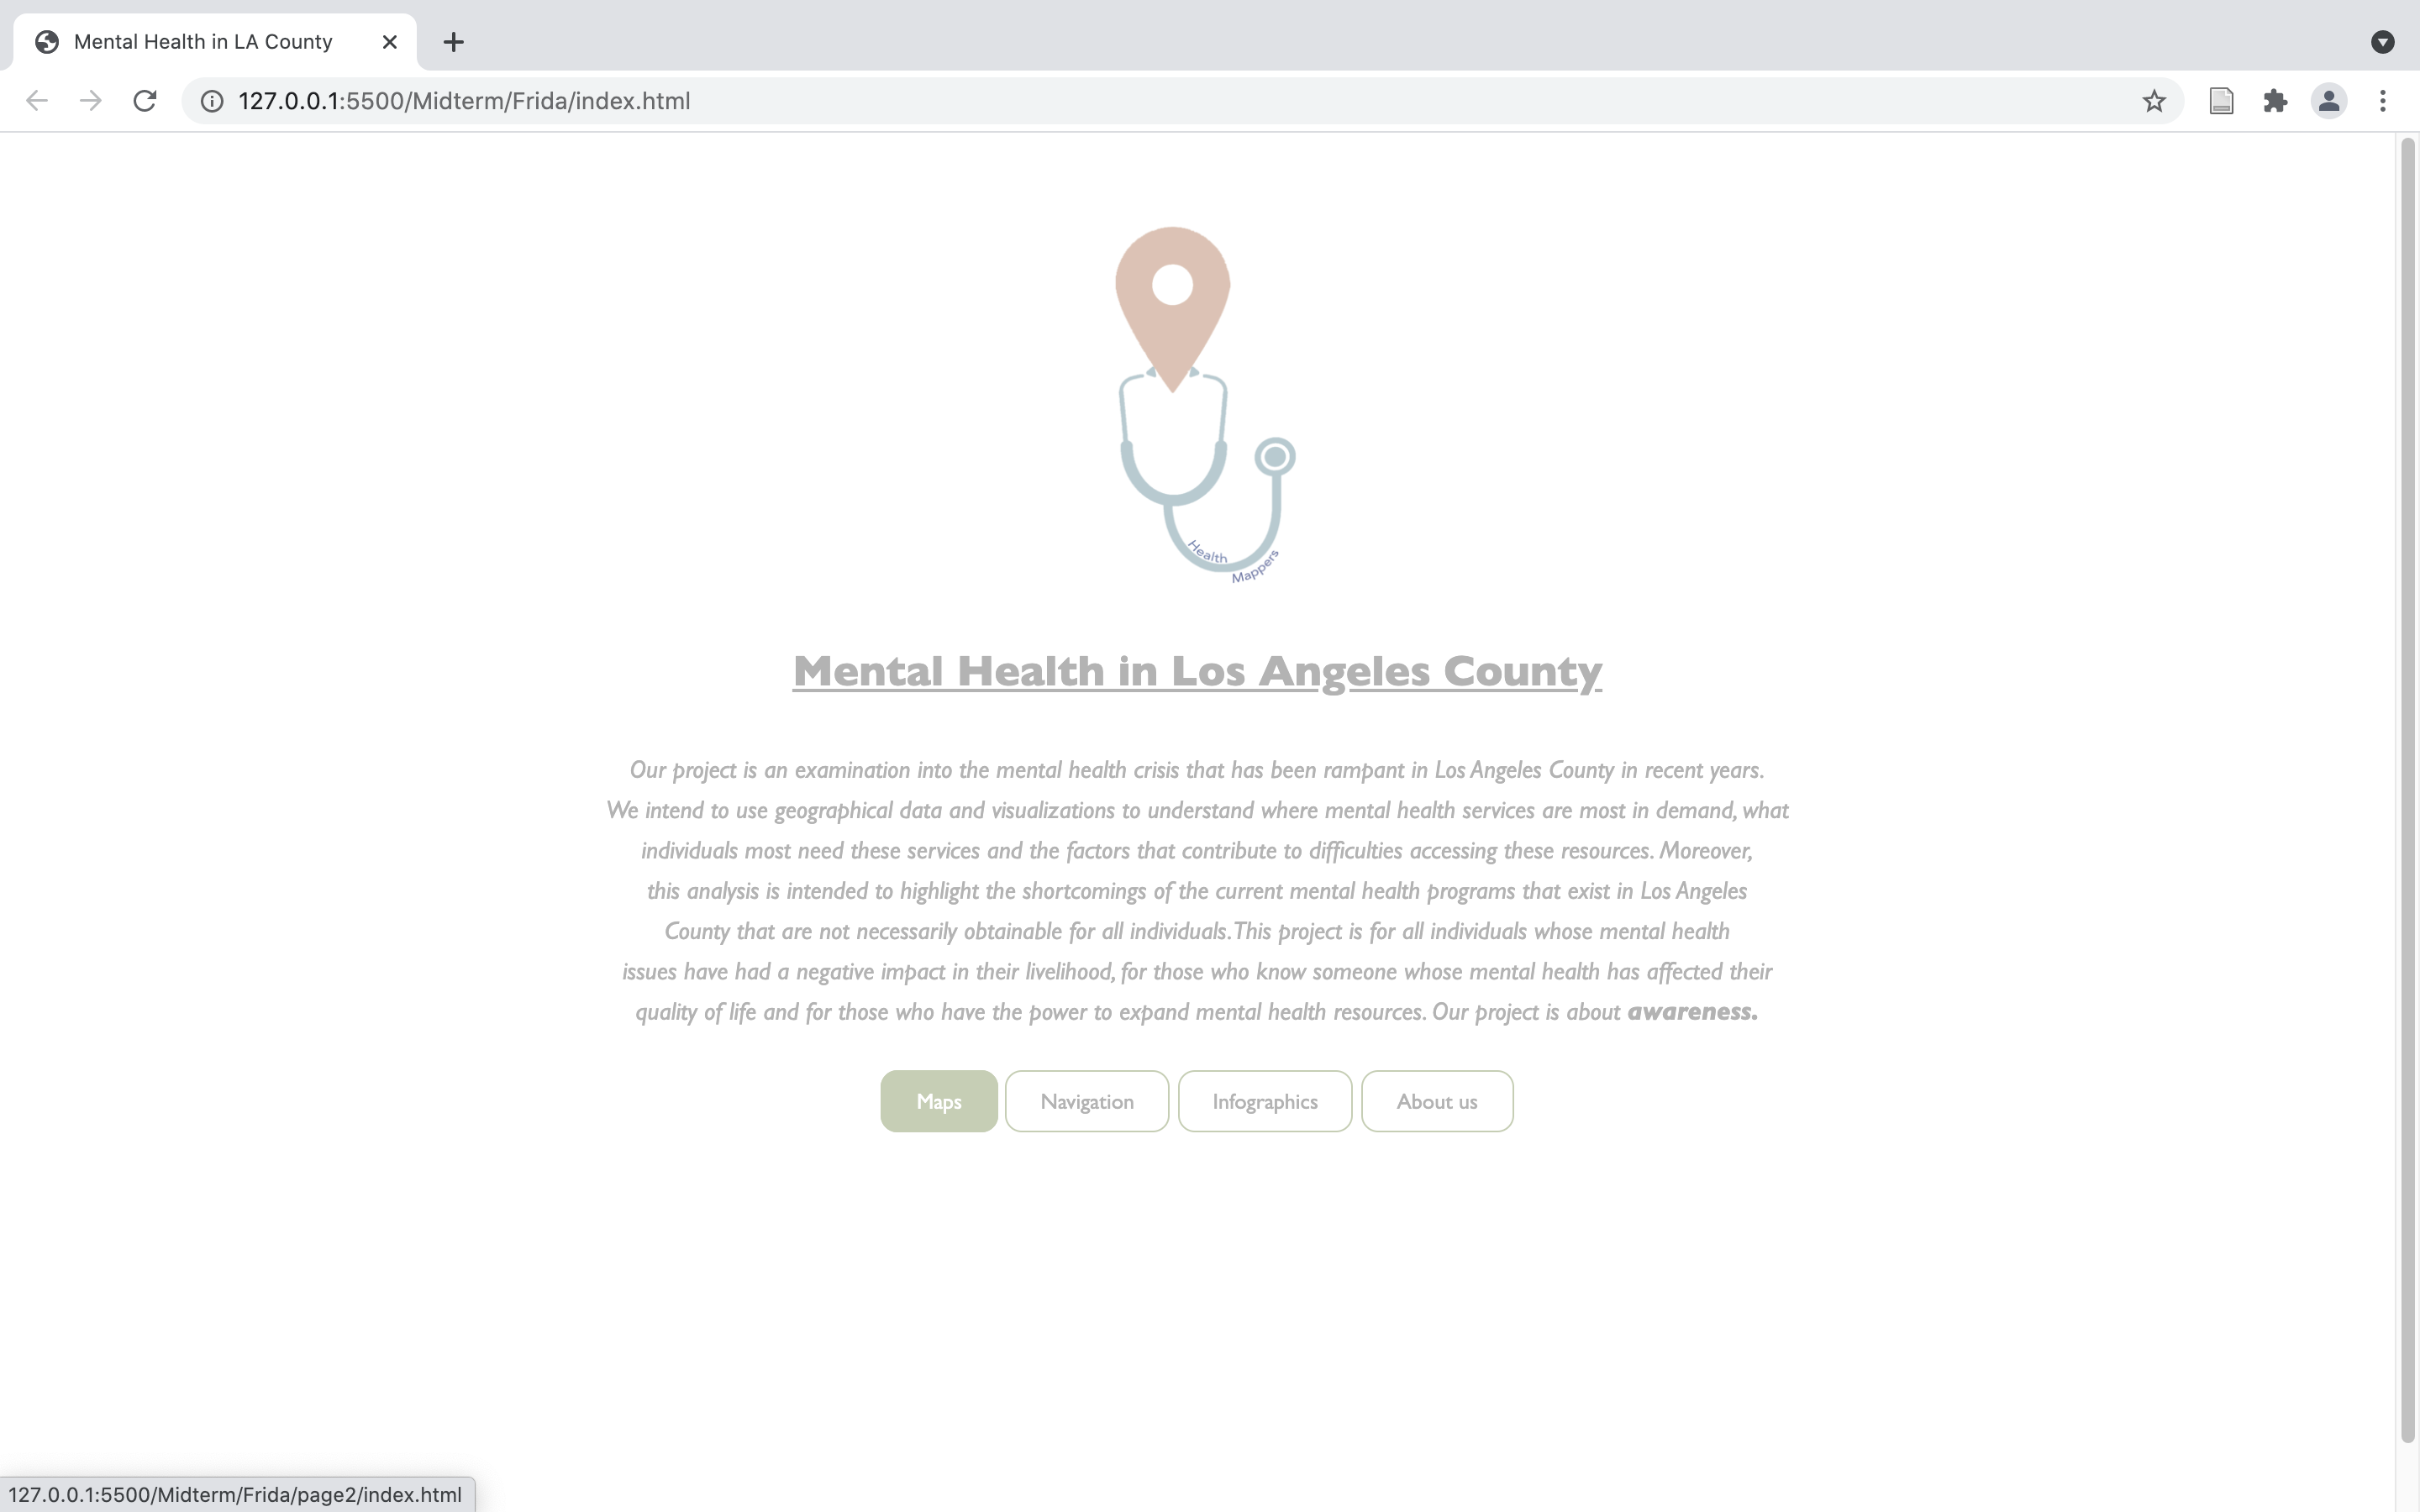 Mental Health in LA County
127.0.0.1:5500/Midterm/Frida/index.html
Health
Mappers
Mental Health in Los Angeles County
Our project is an examination into the mental health crisis that has been rampant in Los Angeles County in recent years.
We intend to use geographical data and visualizations to understand where mental health services are most in demand, what
individuals most need these services and the factors that contribute to difficulties accessing these resources. Moreover,
this analysis is intended to highlight the shortcomings of the current mental health programs that exist in Los Angeles
County that are not necessarily obtainable for all individuals. This project is for all individuals whose mental health
issues have had a negative impact in their livelihood, for those who know someone whose mental health has affected their
quality of life and for those who have the power to expand mental health resources. Our project is about awareness.
Maps Navigation Infographics About us
127.0.0.1:5500/Midterm/Frida/page2/index.html